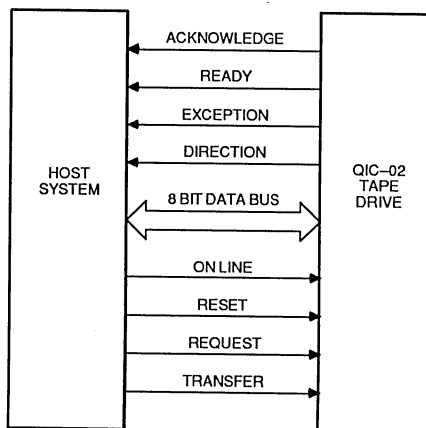 ACKNOWLEDGE
READY
EXCEPTION
DIRECTION
HOST
SYSTEM
8 BIT DATA BUS
QIC–02
TAPE
DRIVE
ON LINE
RESET
REQUEST
TRANSFER